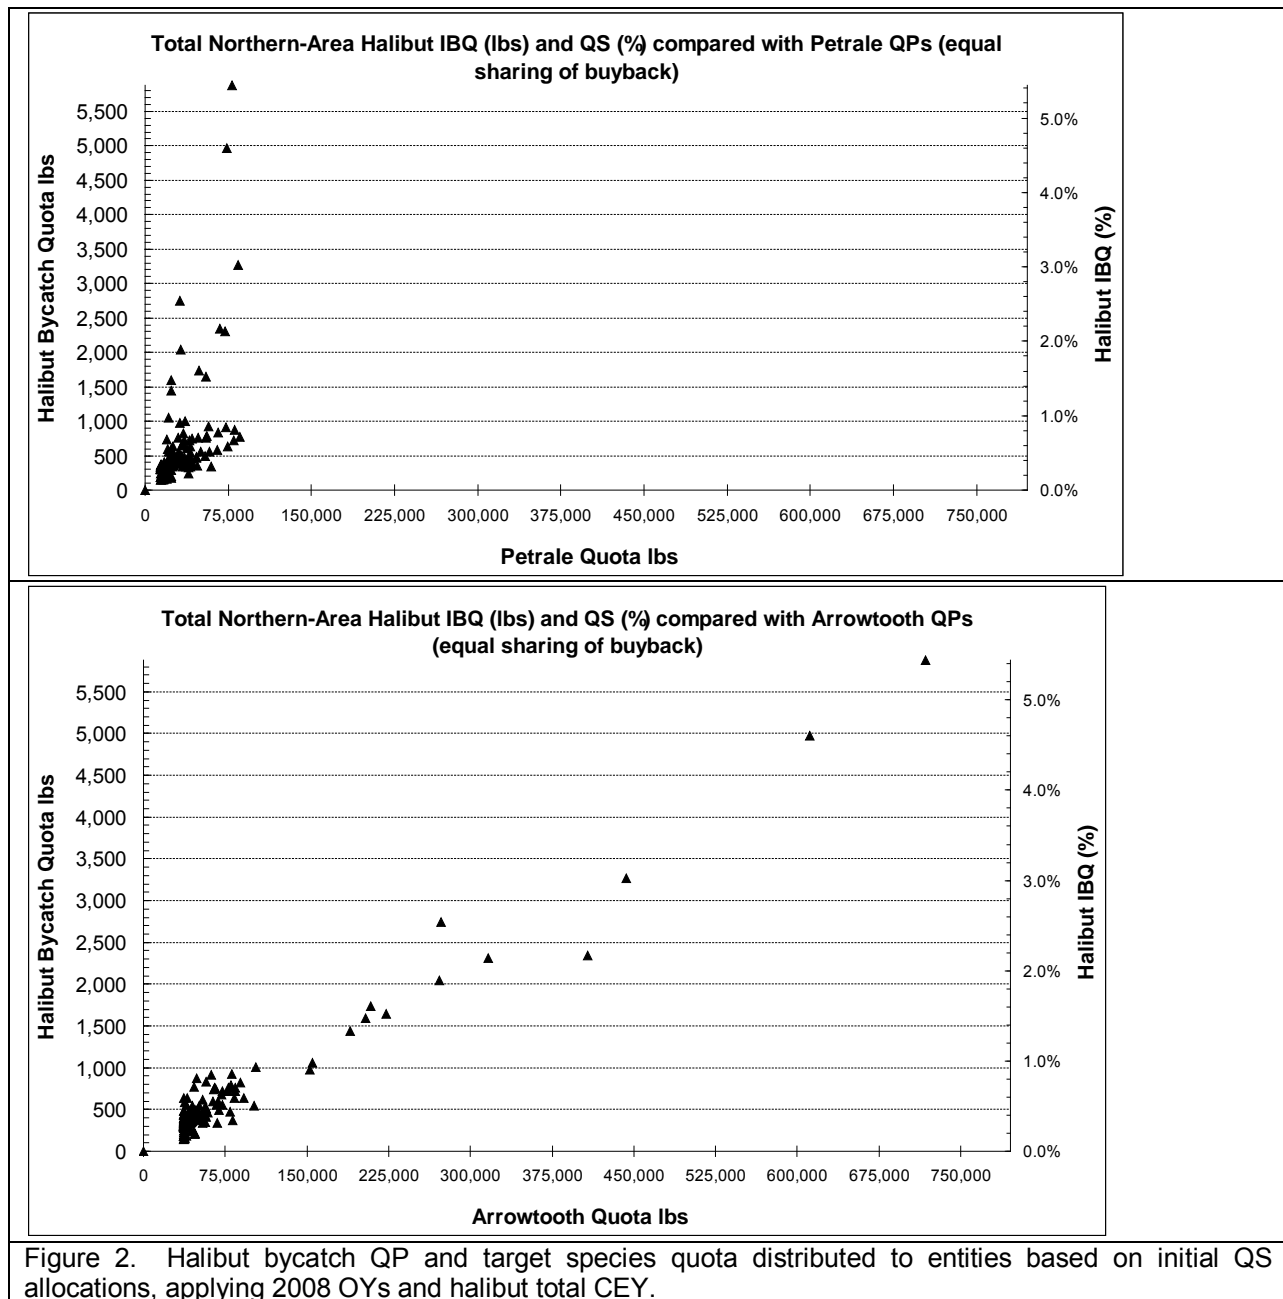 Total Northern-Area Halibut IBQ (lbs) and QS (%) compared with Petrale QPs (equal
sharing of buyback)
Halibut Bycatch Quota lbs
5,500
5,000
4,500
4,000
3,500
3,000
2,500
2,000
1,500
1,000
500
0
5.0%
4.0%
3.0%
2.0%
1.0%
0.0%
Halibut IBQ (%)
0 75,000 150,000 225,000 300,000 375,000 450,000 525,000 600,000 675,000 750,000
Petrale Quota lbs
Total Northern-Area Halibut IBQ (lbs) and QS (%) compared with Arrowtooth QPs
(equal sharing of buyback)
Halibut Bycatch Quota lbs
5,500
5,000
4,500
4,000
3,500
3,000
2,500
2,000
1,500
1,000
500
0
5.0%
4.0%
3.0%
2.0%
1.0%
0.0%
Halibut IBQ (%)
0 75,000 150,000 225,000 300,000 375,000 450,000 525,000 600,000 675,000 750,000
Arrowtooth Quota lbs
Figure 2. Halibut bycatch QP and target species quota distributed to entities based on initial QS
allocations, applying 2008 OYs and halibut total CEY.